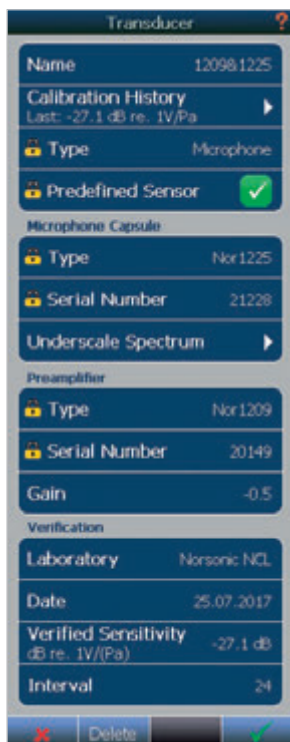 Transducer ?
Name 1209&1225
Calibration History
Last: -27.1 dB re. 1V/Pa
Type Microphone
Predefined Sensor
Microphone Capsule
Type Nor1225
Serial Number 21228
Underscale Spectrum
Preamplifier
Type Nor1209
Serial Number 20149
Gain -0.5
Verification
Laboratory Norsonic NCL
Date 25.07.2017
Verified Sensitivity -27.1 dB
dB re. 1V/(Pa)
Interval 24
Delete